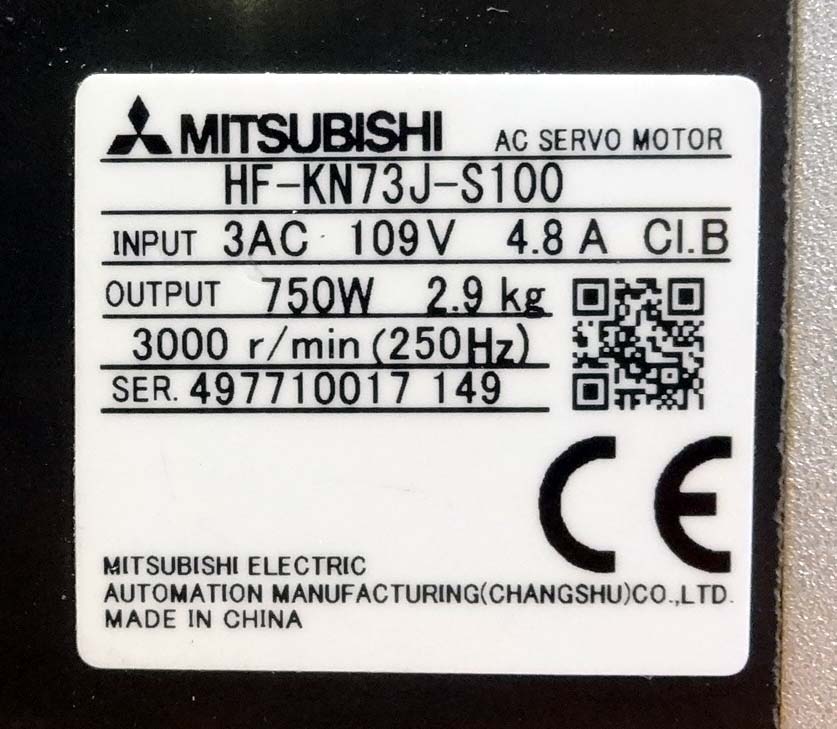 MITSUBISHI AC SERVO MOTOR
HF-KN73J-S100
INPUT 3AC 109V 4.8 A Cl.B
OUTPUT 750W 2.9 kg
3000 r/min (250Hz)
SER. 497710017 149
CE
MITSUBISHI ELECTRIC
AUTOMATION MANUFACTURING(CHANGSHU)CO.,LTD.
MADE IN CHINA